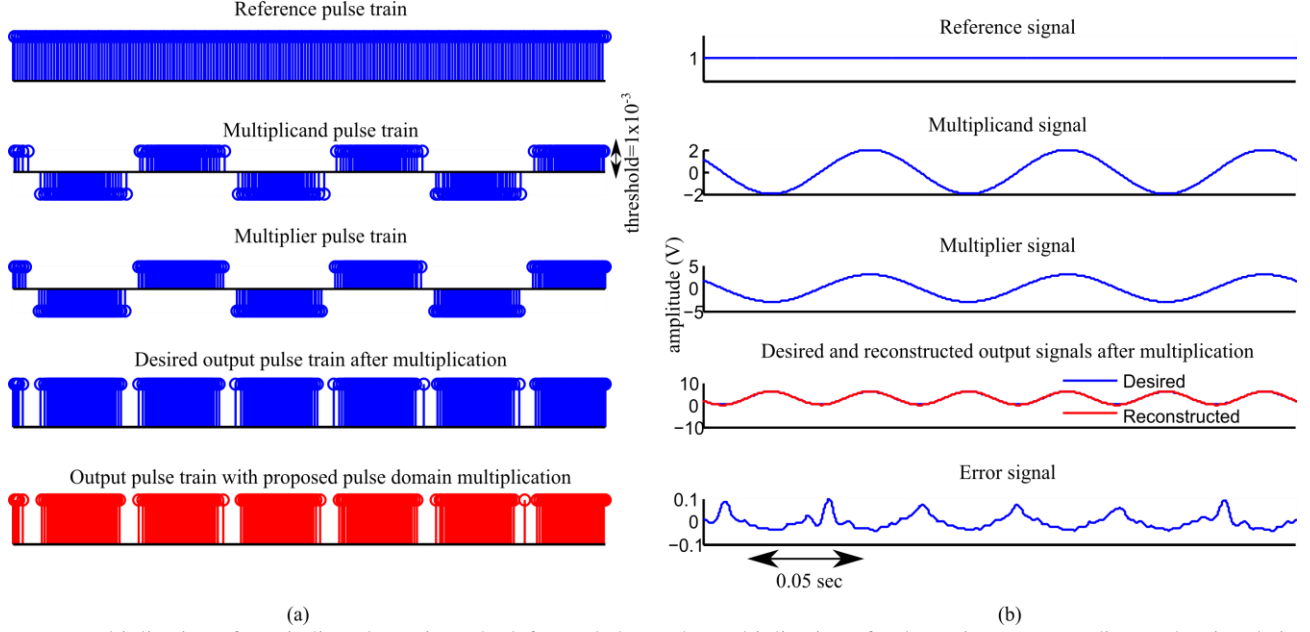 Reference pulse train
Multiplicand pulse train
threshold=1x10⁻³
Multiplier pulse train
Desired output pulse train after multiplication
Output pulse train with proposed pulse domain multiplication
(a)
Reference signal
1
Multiplicand signal
2
0
−2
Multiplier signal
5
0
−5
amplitude (V)
Desired and reconstructed output signals after multiplication
10
0
−10
Desired
Reconstructed
Error signal
0.1
0
−0.1
0.05 sec
(b)